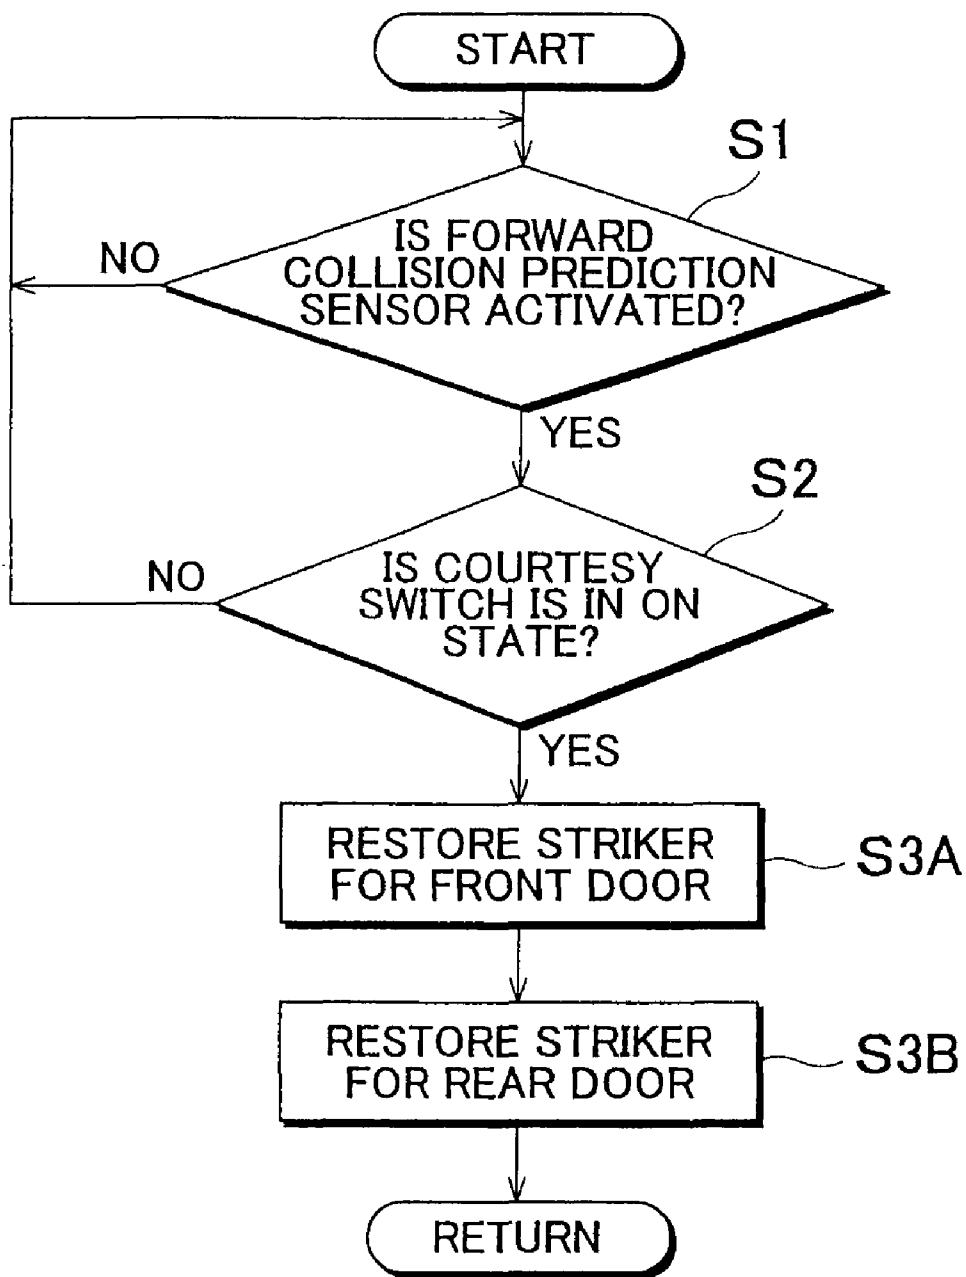 START
S1
IS FORWARD
COLLISION PREDICTION
SENSOR ACTIVATED?
NO
YES
S2
IS COURTESY
SWITCH IS IN ON
STATE?
NO
YES
RESTORE STRIKER
FOR FRONT DOOR
S3A
RESTORE STRIKER
FOR REAR DOOR
S3B
RETURN